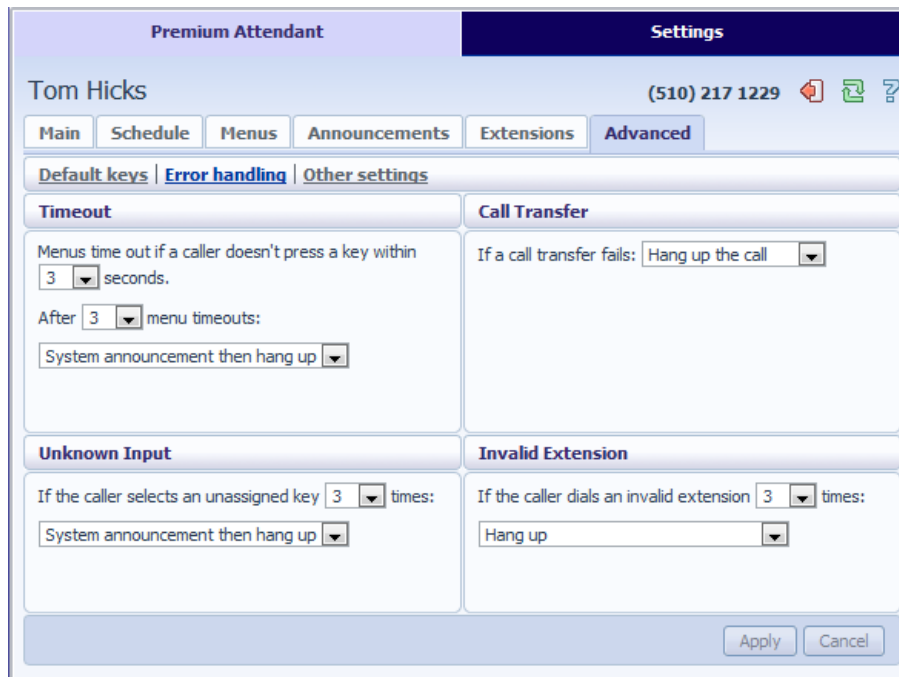 Premium Attendant
Settings
Tom Hicks
(510) 217 1229
Main
Schedule
Menus
Announcements
Extensions
Advanced
Default keys | Error handling | Other settings
Timeout
Menus time out if a caller doesn't press a key within
3 seconds.
After 3 menu timeouts:
System announcement then hang up
Call Transfer
If a call transfer fails: Hang up the call
Unknown Input
If the caller selects an unassigned key 3 times:
System announcement then hang up
Invalid Extension
If the caller dials an invalid extension 3 times:
Hang up
Apply
Cancel